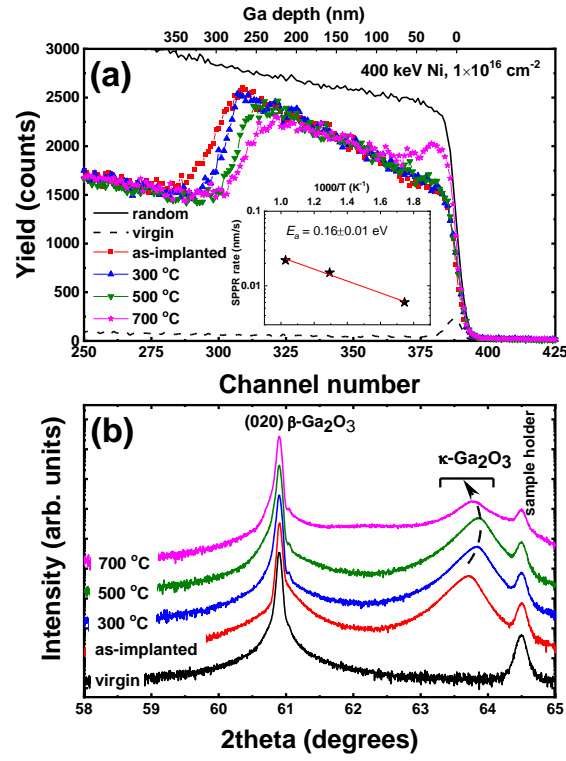 Ga depth (nm)
350 300 250 200 150 100 50 0
(a)
400 keV Ni, 1×10¹⁶ cm⁻²
3000
2500
2000
1500
1000
500
0
Yield (counts)
random
virgin
as-implanted
300 °C
500 °C
700 °C
1000/T (K⁻¹)
1.0 1.2 1.4 1.6 1.8
Eₐ = 0.16±0.01 eV
0.01
SPPR rate (nm/s)
250 275 300 325 350 375 400 425
Channel number
(b)
(020) β-Ga2O3
κ-Ga2O3
sample holder
Intensity (arb. units)
700 °C
500 °C
300 °C
as-implanted
virgin
58 59 60 61 62 63 64 65
2theta (degrees)